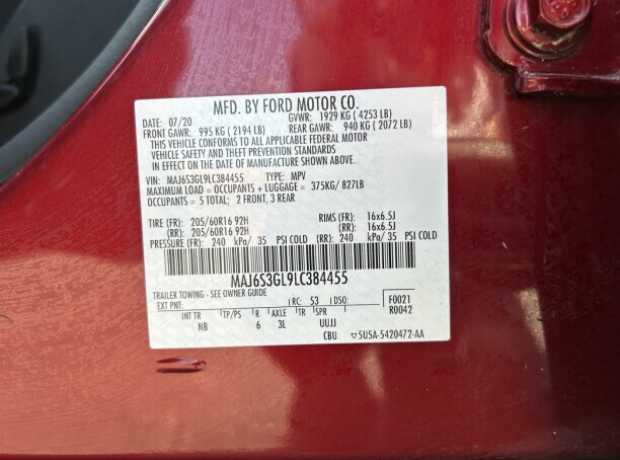 MFD. BY FORD MOTOR CO.
DATE: 07/20 GVWR: 1929 KG ( 4253 LB)
FRONT GAWR: 995 KG ( 2194 LB) REAR GAWR: 940 KG ( 2072 LB)
THIS VEHICLE CONFORMS TO ALL APPLICABLE FEDERAL MOTOR
VEHICLE SAFETY AND THEFT PREVENTION STANDARDS
IN EFFECT ON THE DATE OF MANUFACTURE SHOWN ABOVE.
VIN: MAJ6S3GL9LC384455 TYPE: MPV
MAXIMUM LOAD = OCCUPANTS + LUGGAGE = 375KG/ 827LB
OCCUPANTS = 5 TOTAL; 2 FRONT, 3 REAR
TIRE (FR): 205/60R16 92H RIMS (FR): 16x6.5J
(RR): 205/60R16 92H (RR): 16x6.5J
PRESSURE (FR): 240 kPa/ 35 PSI COLD (RR): 240 kPa/ 35 PSI COLD
MAJ6S3GL9LC384455
TRAILER TOWING - SEE OWNER GUIDE
EXT PNT: RC: 53 DSO: F0021
R0042
INT TR TP/PS R AXLE TR SPR
NB 6 3L UUJJ
CBU 5U5A-5420472-AA